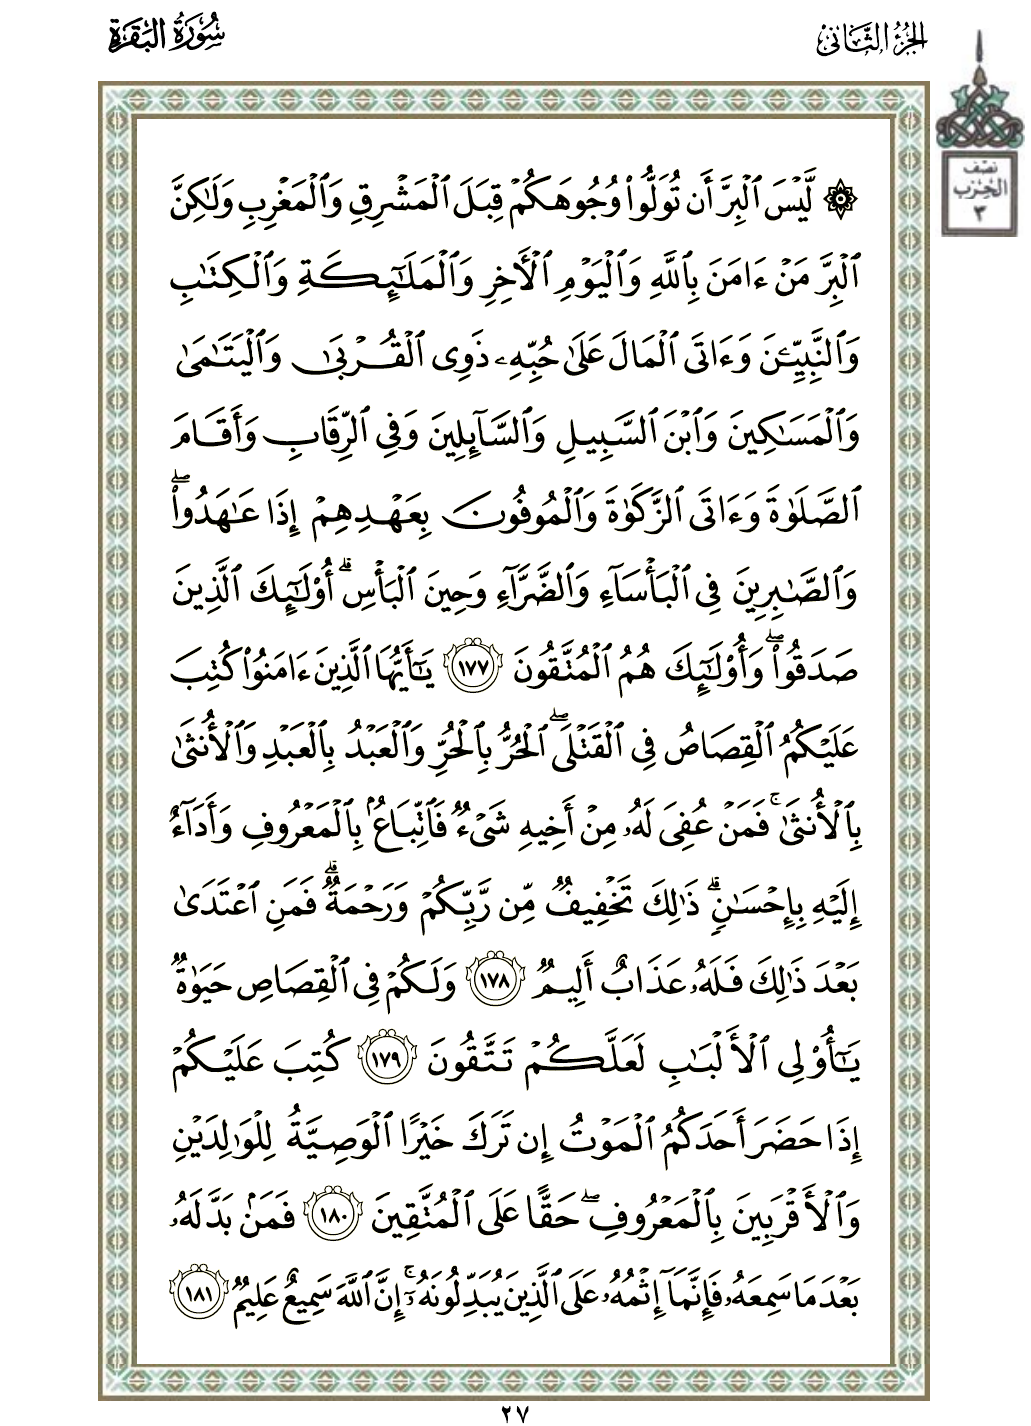 الجزء الثاني
سورة البقرة
نصف
الحزب
٣
۞ لَّيْسَ ٱلْبِرَّ أَن تُوَلُّوا۟ وُجُوهَكُمْ قِبَلَ ٱلْمَشْرِقِ وَٱلْمَغْرِبِ وَلَـٰكِنَّ
ٱلْبِرَّ مَنْ ءَامَنَ بِٱللَّهِ وَٱلْيَوْمِ ٱلْـَٔاخِرِ وَٱلْمَلَـٰٓئِكَةِ وَٱلْكِتَـٰبِ
وَٱلنَّبِيِّـۧنَ وَءَاتَى ٱلْمَالَ عَلَىٰ حُبِّهِۦ ذَوِى ٱلْقُرْبَىٰ وَٱلْيَتَـٰمَىٰ
وَٱلْمَسَـٰكِينَ وَٱبْنَ ٱلسَّبِيلِ وَٱلسَّآئِلِينَ وَفِى ٱلرِّقَابِ وَأَقَامَ
ٱلصَّلَوٰةَ وَءَاتَى ٱلزَّكَوٰةَ وَٱلْمُوفُونَ بِعَهْدِهِمْ إِذَا عَـٰهَدُوا۟ ۖ
وَٱلصَّـٰبِرِينَ فِى ٱلْبَأْسَآءِ وَٱلضَّرَّآءِ وَحِينَ ٱلْبَأْسِ ۗ أُو۟لَـٰٓئِكَ ٱلَّذِينَ
صَدَقُوا۟ ۖ وَأُو۟لَـٰٓئِكَ هُمُ ٱلْمُتَّقُونَ ١٧٧ يَـٰٓأَيُّهَا ٱلَّذِينَ ءَامَنُوا۟ كُتِبَ
عَلَيْكُمُ ٱلْقِصَاصُ فِى ٱلْقَتْلَى ۖ ٱلْحُرُّ بِٱلْحُرِّ وَٱلْعَبْدُ بِٱلْعَبْدِ وَٱلْأُنثَىٰ
بِٱلْأُنثَىٰ ۚ فَمَنْ عُفِىَ لَهُۥ مِنْ أَخِيهِ شَىْءٌ فَٱتِّبَاعٌۢ بِٱلْمَعْرُوفِ وَأَدَآءٌ
إِلَيْهِ بِإِحْسَـٰنٍ ۗ ذَٰلِكَ تَخْفِيفٌ مِّن رَّبِّكُمْ وَرَحْمَةٌ ۗ فَمَنِ ٱعْتَدَىٰ
بَعْدَ ذَٰلِكَ فَلَهُۥ عَذَابٌ أَلِيمٌ ١٧٨ وَلَكُمْ فِى ٱلْقِصَاصِ حَيَوٰةٌ
يَـٰٓأُو۟لِى ٱلْأَلْبَـٰبِ لَعَلَّكُمْ تَتَّقُونَ ١٧٩ كُتِبَ عَلَيْكُمْ
إِذَا حَضَرَ أَحَدَكُمُ ٱلْمَوْتُ إِن تَرَكَ خَيْرًا ٱلْوَصِيَّةُ لِلْوَٰلِدَيْنِ
وَٱلْأَقْرَبِينَ بِٱلْمَعْرُوفِ ۖ حَقًّا عَلَى ٱلْمُتَّقِينَ ١٨٠ فَمَنۢ بَدَّلَهُۥ
بَعْدَ مَا سَمِعَهُۥ فَإِنَّمَآ إِثْمُهُۥ عَلَى ٱلَّذِينَ يُبَدِّلُونَهُۥٓ ۚ إِنَّ ٱللَّهَ سَمِيعٌ عَلِيمٌ ١٨١
٢٧